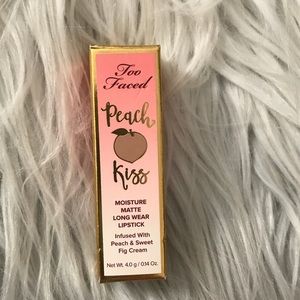 Too
Faced
Peach
Kiss
MOISTURE
MATTE
LONG WEAR
LIPSTICK
Infused With
Peach & Sweet
Fig Cream
Net Wt. 4.0 g / 0.14 Oz.